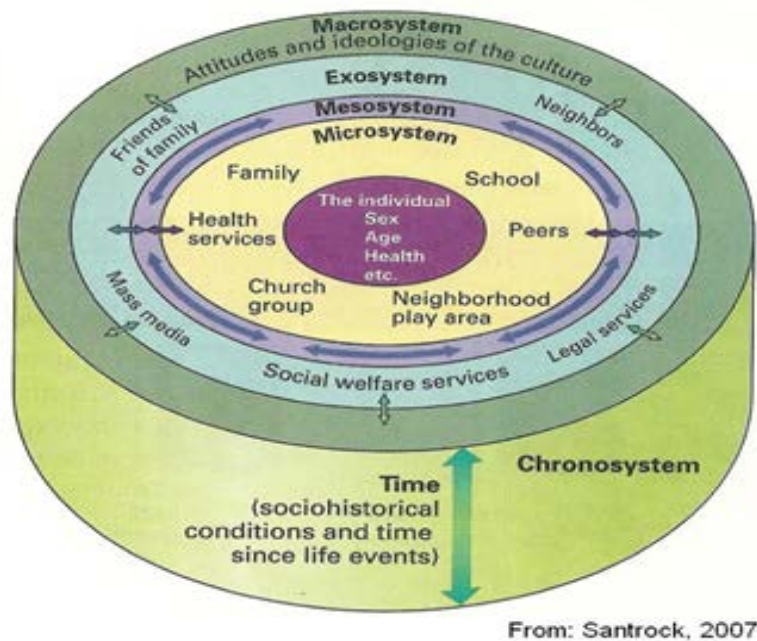 Macrosystem
Attitudes and ideologies of the culture
Exosystem
Mesosystem
Microsystem
Friends
of family
Neighbors
Family
School
The individual
Sex
Age
Health
etc.
Health
services
Peers
Church
group
Neighborhood
play area
Mass media
Legal services
Social welfare services
Chronosystem
Time
(sociohistorical
conditions and time
since life events)
From: Santrock, 2007